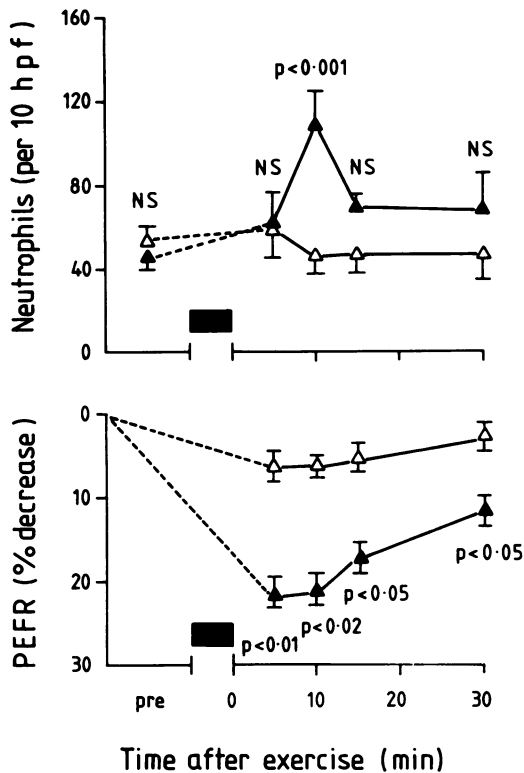 160
120
80
40
0
Neutrophils (per 10 hpf)
NS
NS
p<0·001
NS
NS
0
10
20
30
PEFR (% decrease)
p<0·01
p<0·02
p<0·05
p<0·05
pre
0
10
20
30
Time after exercise (min)